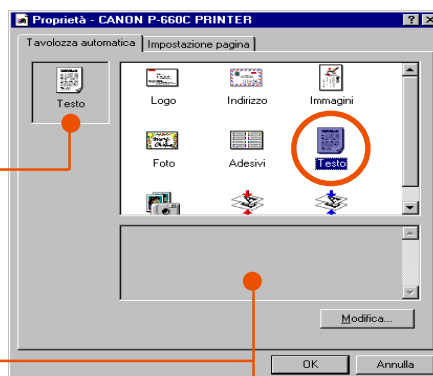 Proprietà - CANON P-660C PRINTER
Tavolozza automatica Impostazione pagina
Testo
Logo Indirizzo Immagini
Foto Adesivi Testo
Modifica...
OK Annulla